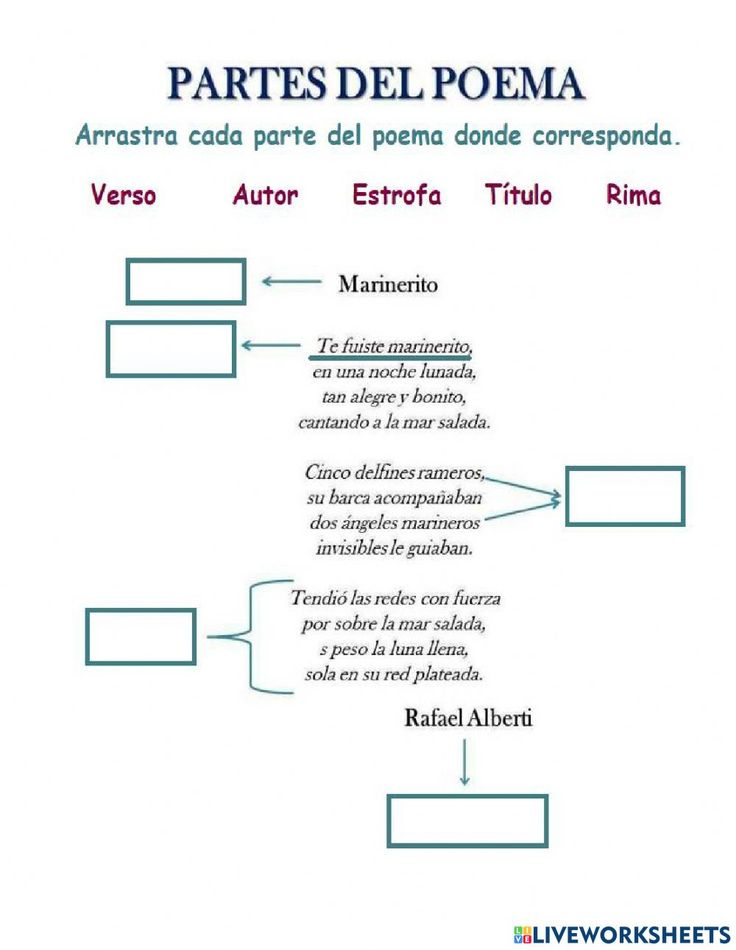 PARTES DEL POEMA
Arrastra cada parte del poema donde corresponda.
Verso Autor Estrofa Título Rima
Marinerito
Te fuiste marinerito,
en una noche lunada,
tan alegre y bonito,
cantando a la mar salada.
Cinco delfines rameros,
su barca acompañaban
dos ángeles marineros
invisibles le guiaban.
Tendió las redes con fuerza
por sobre la mar salada,
s peso la luna llena,
sola en su red plateada.
Rafael Alberti
LIVE LIVEWORKSHEETS